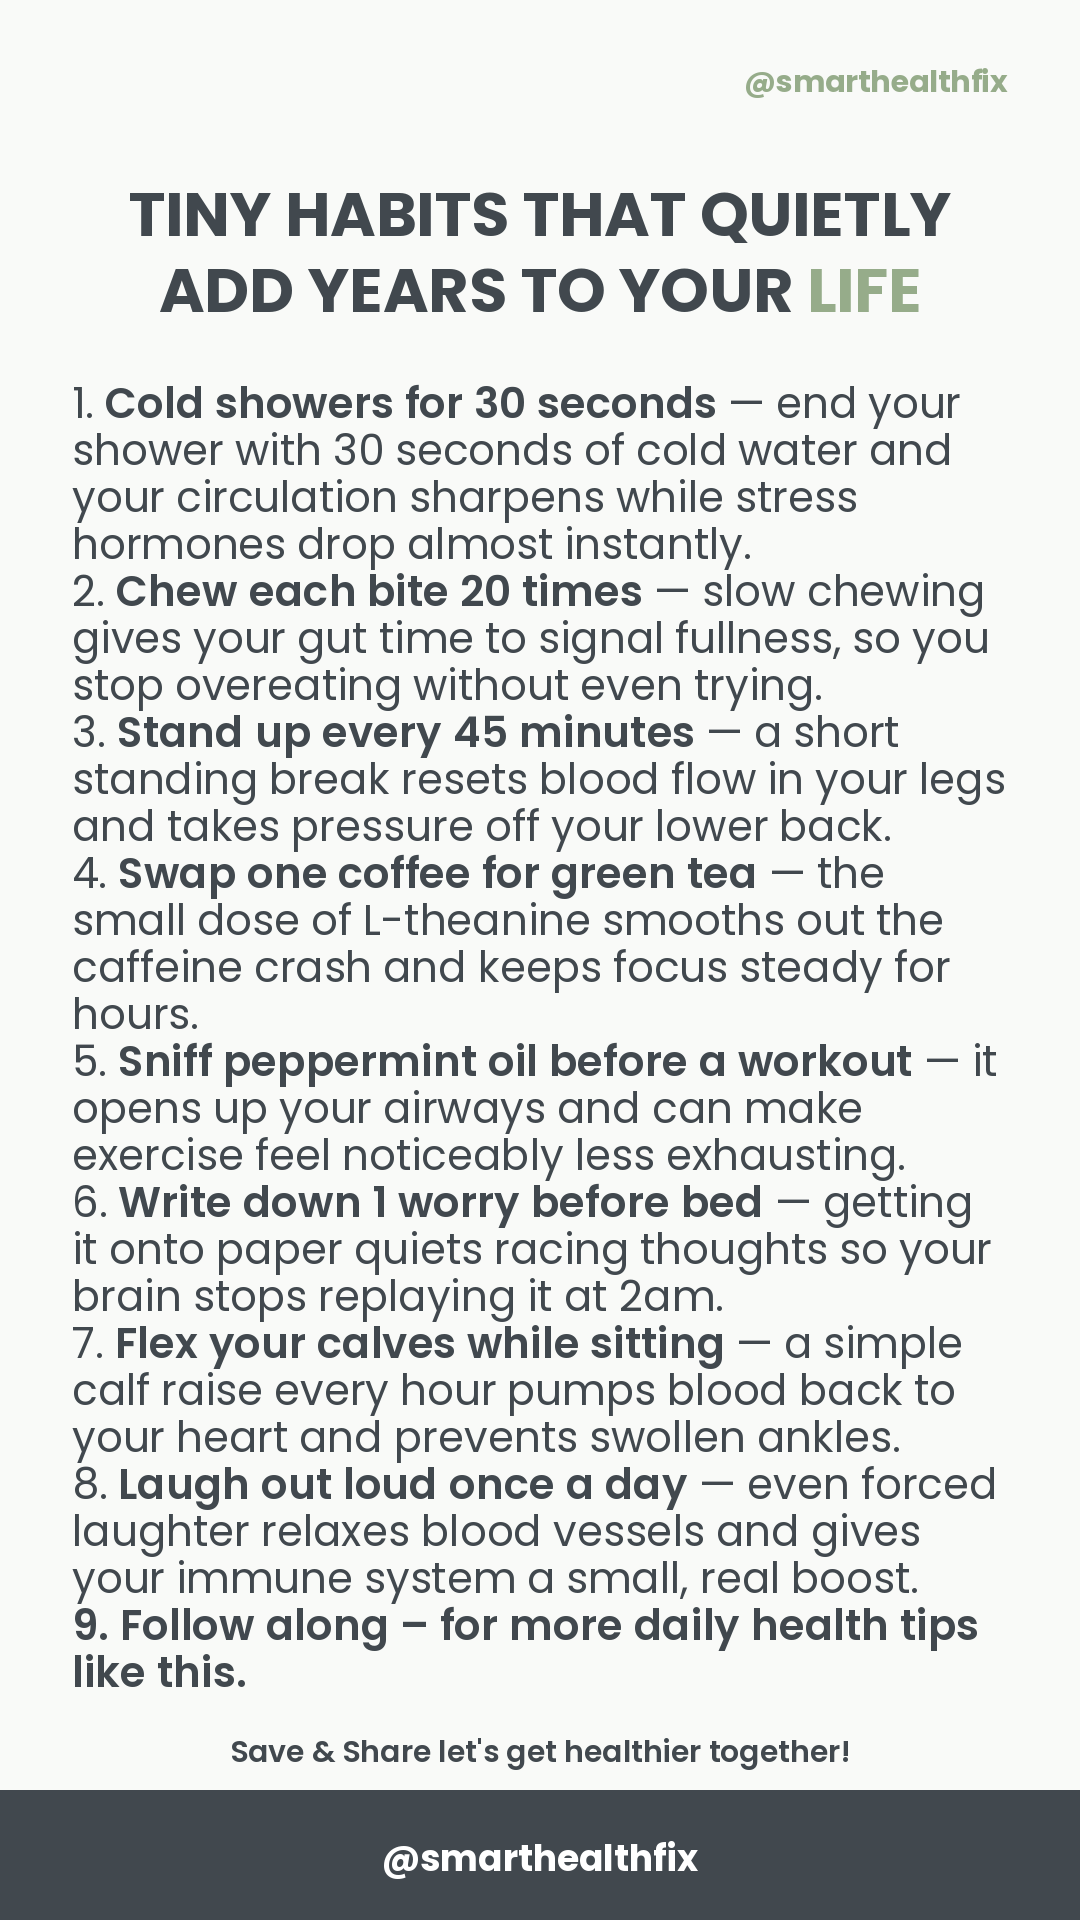 @smarthealthfix
TINY HABITS THAT QUIETLY
ADD YEARS TO YOUR LIFE
1. Cold showers for 30 seconds — end your
shower with 30 seconds of cold water and
your circulation sharpens while stress
hormones drop almost instantly.
2. Chew each bite 20 times — slow chewing
gives your gut time to signal fullness, so you
stop overeating without even trying.
3. Stand up every 45 minutes — a short
standing break resets blood flow in your legs
and takes pressure off your lower back.
4. Swap one coffee for green tea — the
small dose of L-theanine smooths out the
caffeine crash and keeps focus steady for
hours.
5. Sniff peppermint oil before a workout — it
opens up your airways and can make
exercise feel noticeably less exhausting.
6. Write down 1 worry before bed — getting
it onto paper quiets racing thoughts so your
brain stops replaying it at 2am.
7. Flex your calves while sitting — a simple
calf raise every hour pumps blood back to
your heart and prevents swollen ankles.
8. Laugh out loud once a day — even forced
laughter relaxes blood vessels and gives
your immune system a small, real boost.
9. Follow along – for more daily health tips
like this.
Save & Share let's get healthier together!
@smarthealthfix